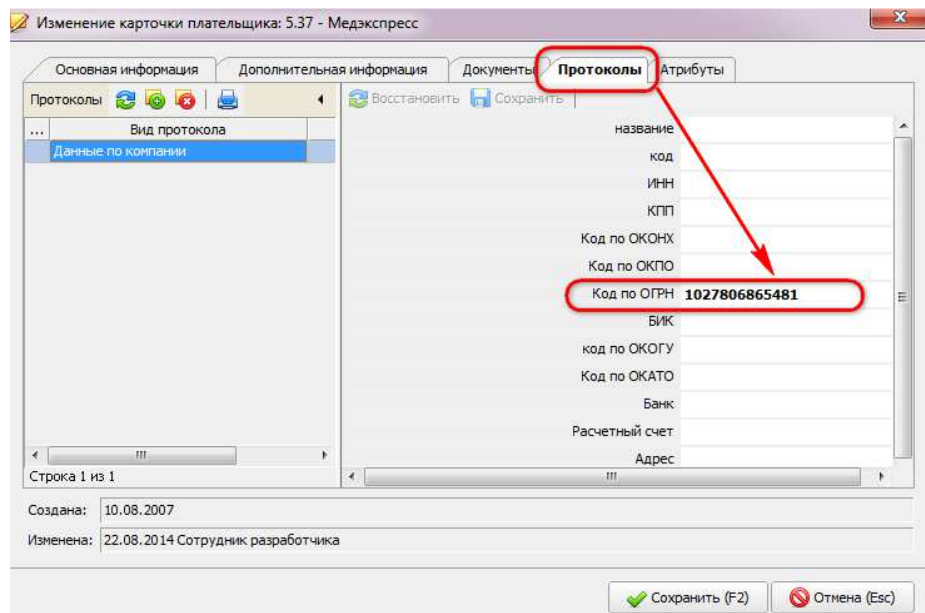 Изменение карточки плательщика: 5.37 - Медэкспресс
Основная информация Дополнительная информация Документы Протоколы Атрибуты
Протоколы Восстановить Сохранить
... Вид протокола
Данные по компании
название
код
ИНН
КПП
Код по ОКОНХ
Код по ОКПО
Код по ОГРН 1027806865481
БИК
код по ОКОГУ
Код по ОКАТО
Банк
Расчетный счет
Адрес
Строка 1 из 1
Создана: 10.08.2007
Изменена: 22.08.2014 Сотрудник разработчика
Сохранить (F2) Отмена (Esc)